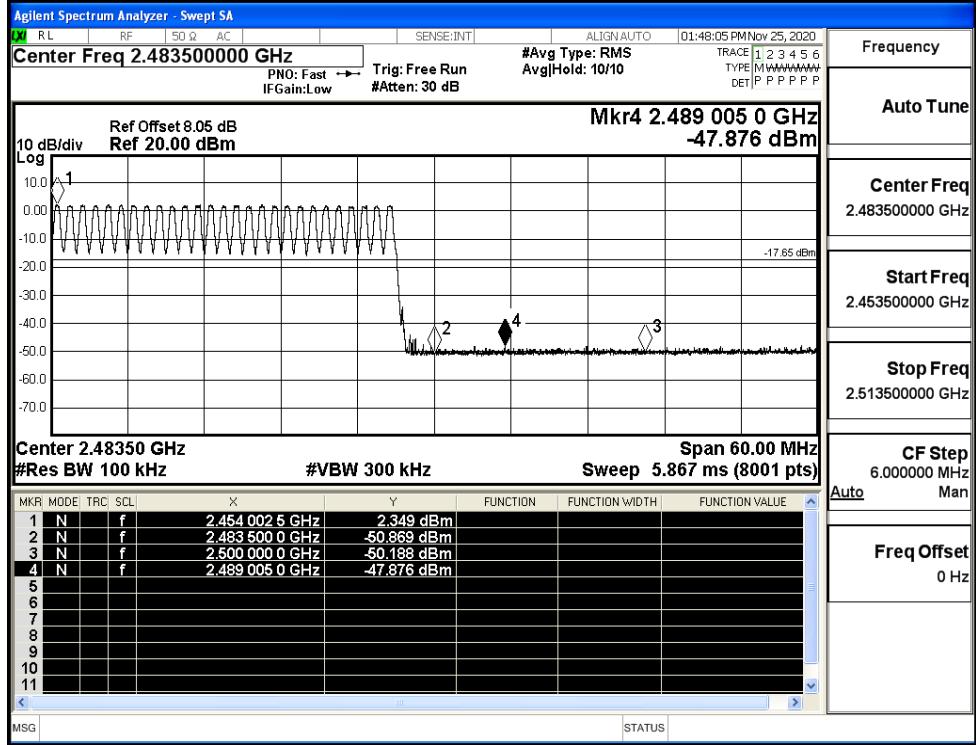 Agilent Spectrum Analyzer - Swept SA
LXI RL RF 50 Ω AC SENSE:INT ALIGN AUTO 01:48:05 PM Nov 25, 2020
Center Freq 2.483500000 GHz
PNO: Fast
IFGain:Low
Trig: Free Run
#Atten: 30 dB
#Avg Type: RMS
Avg|Hold: 10/10
TRACE 1 2 3 4 5 6
TYPE M
DET P P P P P P
Ref Offset 8.05 dB
10 dB/div Ref 20.00 dBm
Log
Mkr4 2.489 005 0 GHz
-47.876 dBm
10.0
0.00
-10.0
-20.0
-30.0
-40.0
-50.0
-60.0
-70.0
1
2
4
3
-17.65 dBm
Center 2.48350 GHz Span 60.00 MHz
#Res BW 100 kHz #VBW 300 kHz Sweep 5.867 ms (8001 pts)
MKR MODE TRC SCL X Y FUNCTION FUNCTION WIDTH FUNCTION VALUE
1 N f 2.454 002 5 GHz 2.349 dBm
2 N f 2.483 500 0 GHz -50.869 dBm
3 N f 2.500 000 0 GHz -50.188 dBm
4 N f 2.489 005 0 GHz -47.876 dBm
5
6
7
8
9
10
11
MSG STATUS
Frequency
Auto Tune
Center Freq
2.483500000 GHz
Start Freq
2.453500000 GHz
Stop Freq
2.513500000 GHz
CF Step
6.000000 MHz
Auto Man
Freq Offset
0 Hz